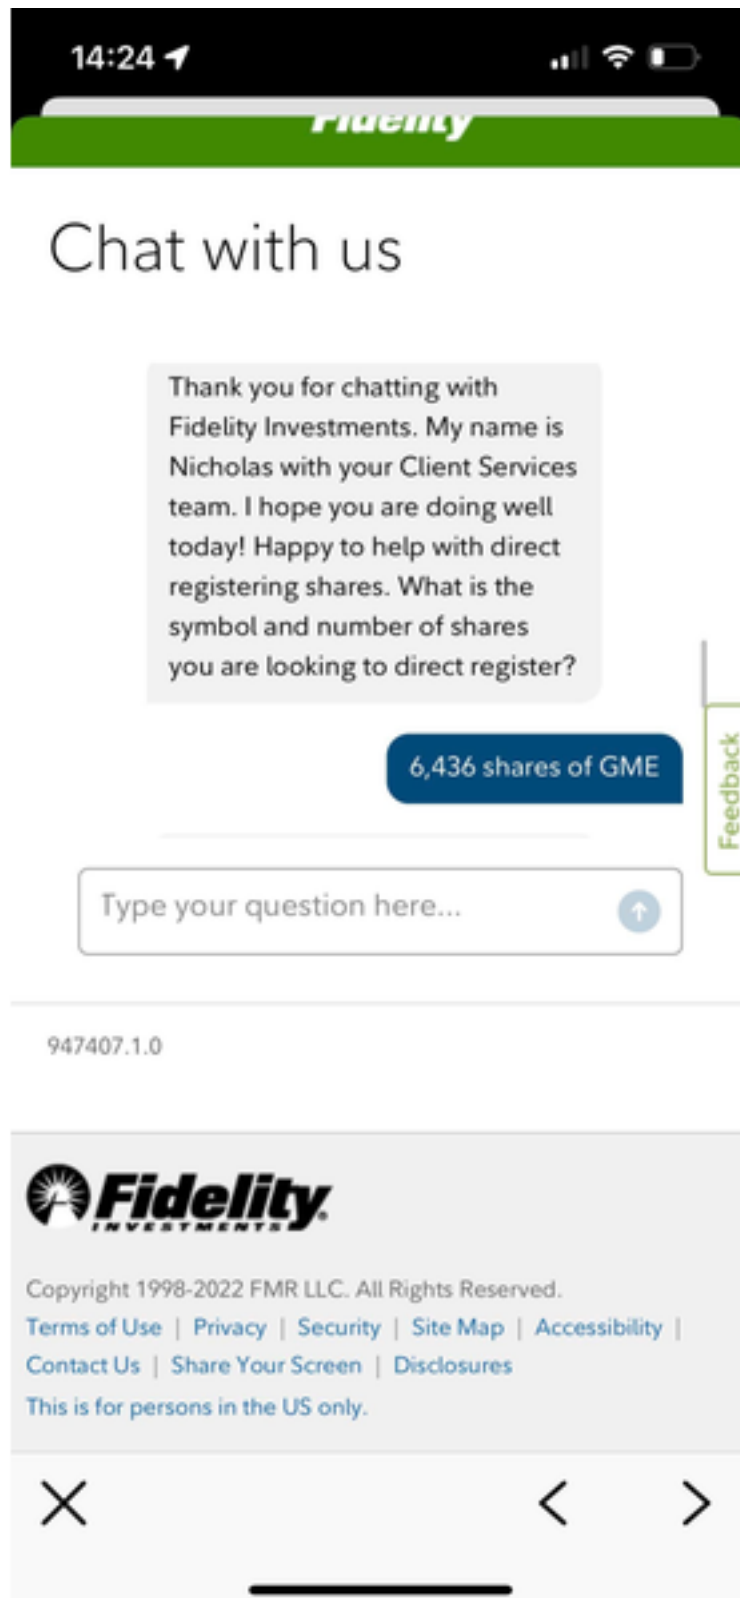 14:24
Fidelity
Chat with us
Thank you for chatting with
Fidelity Investments. My name is
Nicholas with your Client Services
team. I hope you are doing well
today! Happy to help with direct
registering shares. What is the
symbol and number of shares
you are looking to direct register?
6,436 shares of GME
Feedback
Type your question here...
947407.1.0
Fidelity
INVESTMENTS
Copyright 1998-2022 FMR LLC. All Rights Reserved.
Terms of Use | Privacy | Security | Site Map | Accessibility |
Contact Us | Share Your Screen | Disclosures
This is for persons in the US only.